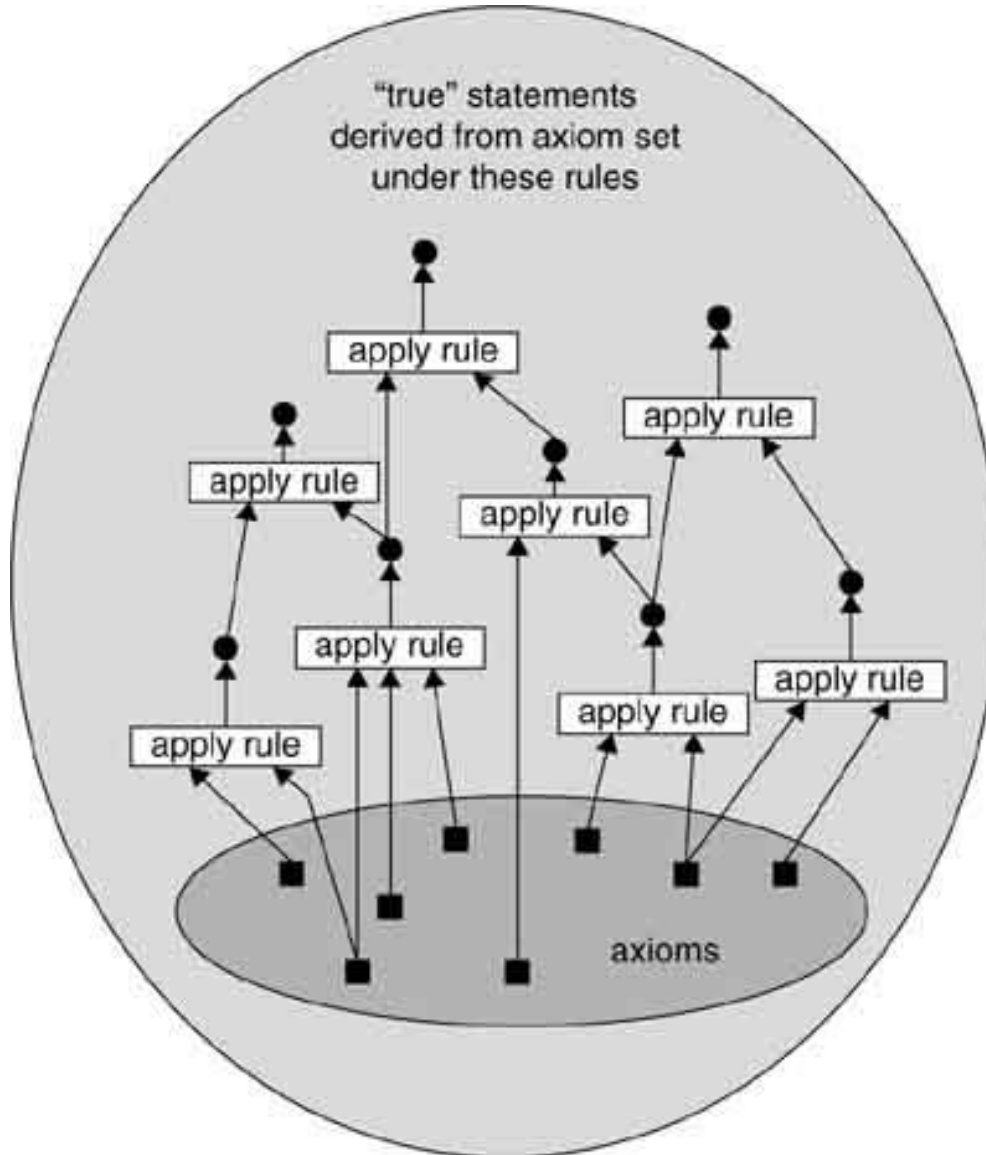 “true” statements
derived from axiom set
under these rules
apply rule
apply rule
apply rule
apply rule
apply rule
apply rule
apply rule
apply rule
axioms